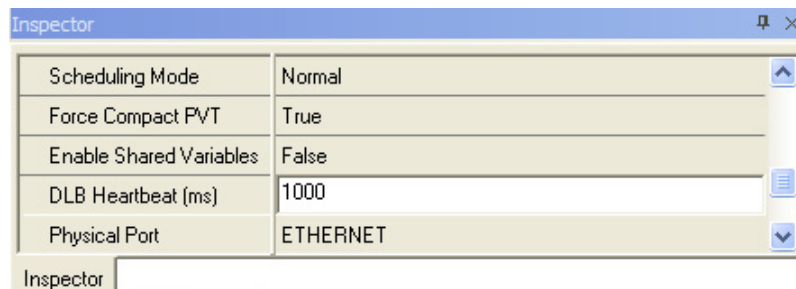 Inspector
Scheduling Mode Normal
Force Compact PVT True
Enable Shared Variables False
DLB Heartbeat (ms) 1000
Physical Port ETHERNET
Inspector